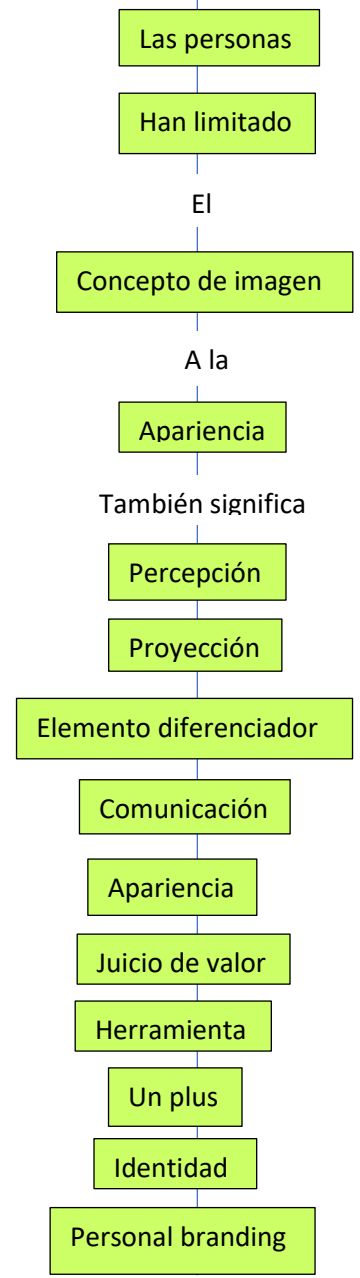 Las personas
Han limitado
El
Concepto de imagen
A la
Apariencia
También significa
Percepción
Proyección
Elemento diferenciador
Comunicación
Apariencia
Juicio de valor
Herramienta
Un plus
Identidad
Personal branding